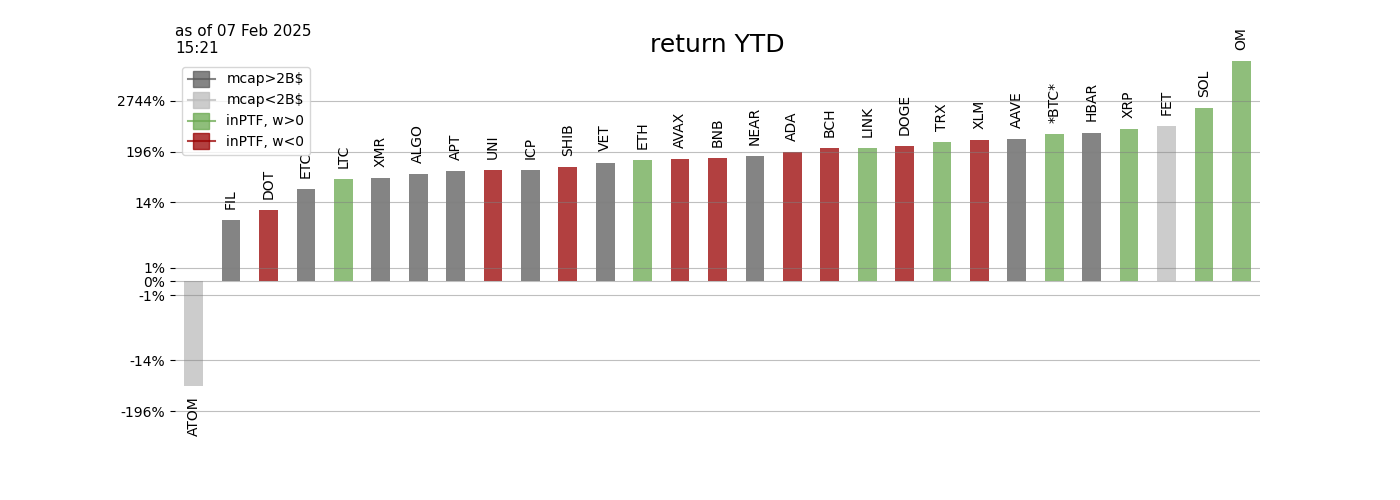 as of 07 Feb 2025
15:21
return YTD
mcap>2B$
mcap<2B$
inPTF, w>0
inPTF, w<0
2744%
196%
14%
1%
0%
-1%
-14%
-196%
ATOM
FIL
DOT
ETC
LTC
XMR
ALGO
APT
UNI
ICP
SHIB
VET
ETH
AVAX
BNB
NEAR
ADA
BCH
LINK
DOGE
TRX
XLM
AAVE
*BTC*
HBAR
XRP
FET
SOL
OM